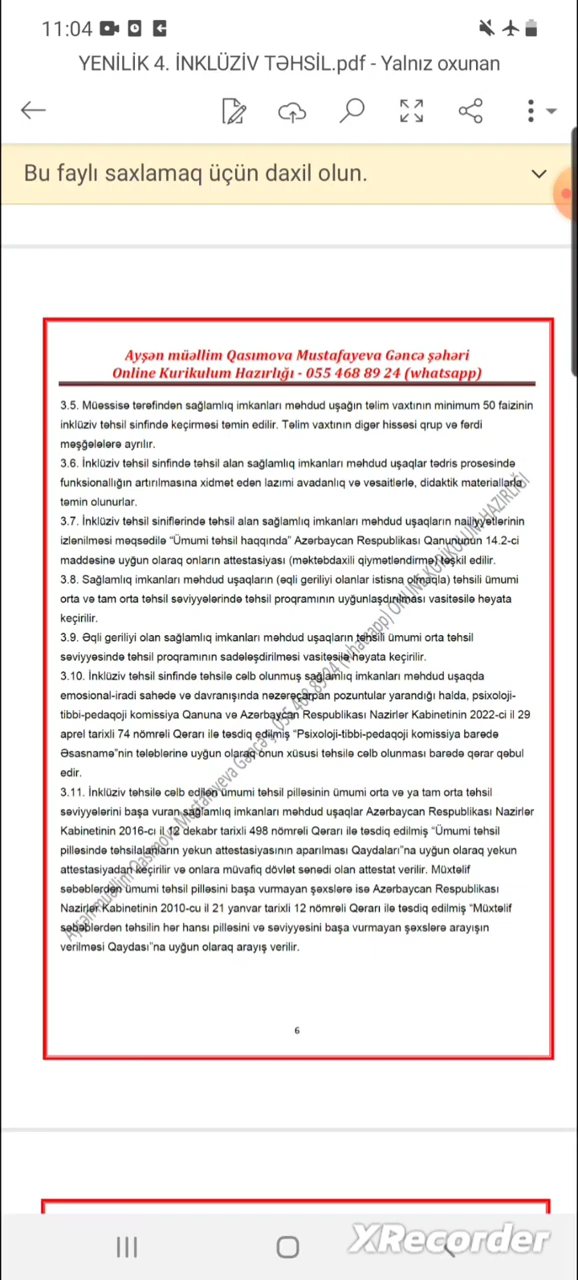 11:04
YENİLİK 4. İNKLÜZİV TƏHSİL.pdf - Yalnız oxunan
Bu faylı saxlamaq üçün daxil olun.
Ayşən müəllim Qasımova Mustafayeva Gəncə şəhəri
Online Kurikulum Hazırlığı - 055 468 89 24 (whatsapp)
3.5. Müəssisə tərəfindən sağlamlıq imkanları məhdud uşağın təlim vaxtının minimum 50 faizinin
inklüziv təhsil sinfində keçirməsi təmin edilir. Təlim vaxtının digər hissəsi qrup və fərdi
məşğələlərə ayrılır.
3.6. İnklüziv təhsil sinfində təhsil alan sağlamlıq imkanları məhdud uşaqlar tədris prosesində
funksionallığın artırılmasına xidmət edən lazımi avadanlıq və vəsaitlərlə, didaktik materiallarla
təmin olunurlar.
3.7. İnklüziv təhsil siniflərində təhsil alan sağlamlıq imkanları məhdud uşaqların nailiyyətlərinin
izlənilməsi məqsədilə “Ümumi təhsil haqqında” Azərbaycan Respublikası Qanununun 14.2-ci
maddəsinə uyğun olaraq onların attestasiyası (məktəbdaxili qiymətləndirmə) təşkil edilir.
3.8. Sağlamlıq imkanları məhdud uşaqların (əqli geriliyi olanlar istisna olmaqla) təhsili ümumi
orta və tam orta təhsil səviyyələrində təhsil proqramının uyğunlaşdırılması vasitəsilə həyata
keçirilir.
3.9. Əqli geriliyi olan sağlamlıq imkanları məhdud uşaqların təhsili ümumi orta təhsil
səviyyəsində təhsil proqramının sadələşdirilməsi vasitəsilə həyata keçirilir.
3.10. İnklüziv təhsil sinfində təhsilə cəlb olunmuş sağlamlıq imkanları məhdud uşaqda
emosional-iradi sahədə və davranışında nəzərəçarpan pozuntular yarandığı halda, psixoloji-
tibbi-pedaqoji komissiya Qanuna və Azərbaycan Respublikası Nazirlər Kabinetinin 2022-ci il 29
aprel tarixli 74 nömrəli Qərarı ilə təsdiq edilmiş “Psixoloji-tibbi-pedaqoji komissiya barədə
Əsasnamə”nin tələblərinə uyğun olaraq onun xüsusi təhsilə cəlb olunması barədə qərar qəbul
edir.
3.11. İnklüziv təhsilə cəlb edilən ümumi təhsil pilləsinin ümumi orta və ya tam orta təhsil
səviyyələrini başa vuran sağlamlıq imkanları məhdud uşaqlar Azərbaycan Respublikası Nazirlər
Kabinetinin 2016-cı il 12 dekabr tarixli 498 nömrəli Qərarı ilə təsdiq edilmiş “Ümumi təhsil
pilləsində təhsilalanların yekun attestasiyasının aparılması Qaydaları”na uyğun olaraq yekun
attestasiyadan keçirilir və onlara müvafiq dövlət sənədi olan attestat verilir. Müxtəlif
səbəblərdən ümumi təhsil pilləsini başa vurmayan şəxslərə isə Azərbaycan Respublikası
Nazirlər Kabinetinin 2010-cu il 21 yanvar tarixli 12 nömrəli Qərarı ilə təsdiq edilmiş “Müxtəlif
səbəblərdən təhsilin hər hansı pilləsini və səviyyəsini başa vurmayan şəxslərə arayışın
verilməsi Qaydası”na uyğun olaraq arayış verilir.
Ayşən müəllim Qasımova Mustafayeva Gəncə ş, 055 468 89 24 (whatsapp) ONLINE KURİKULUM HAZIRLIĞI
6
XRecorder